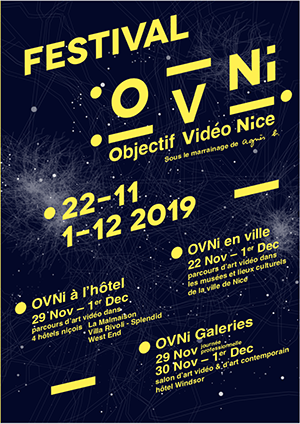 FESTIVAL
OVNi
Objectif Vidéo Nice
Sous le marrainage de agnès b.
22–11
1–12 2019
OVNi en ville
22 Nov – 1er Dec
parcours d'art vidéo dans
les musées et lieux culturels
de la ville de Nice
OVNi à l'hôtel
29 Nov – 1er Dec
parcours d'art vidéo dans
4 hôtels niçois
La Malmaison
Villa Rivoli - Splendid
West End
OVNi Galeries
29 Nov journée
professionnelle
30 Nov – 1er Dec
salon d'art vidéo & d'art contemporain
hôtel Windsor